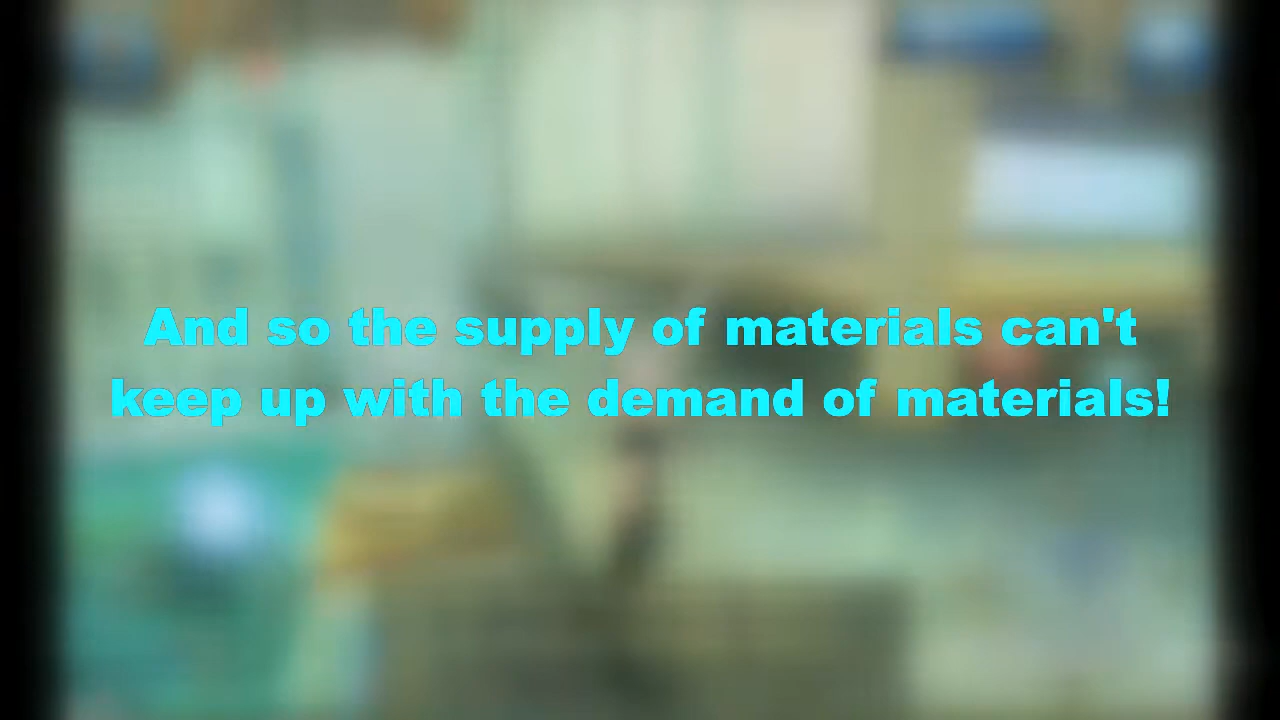 And so the supply of materials can't
keep up with the demand of materials!